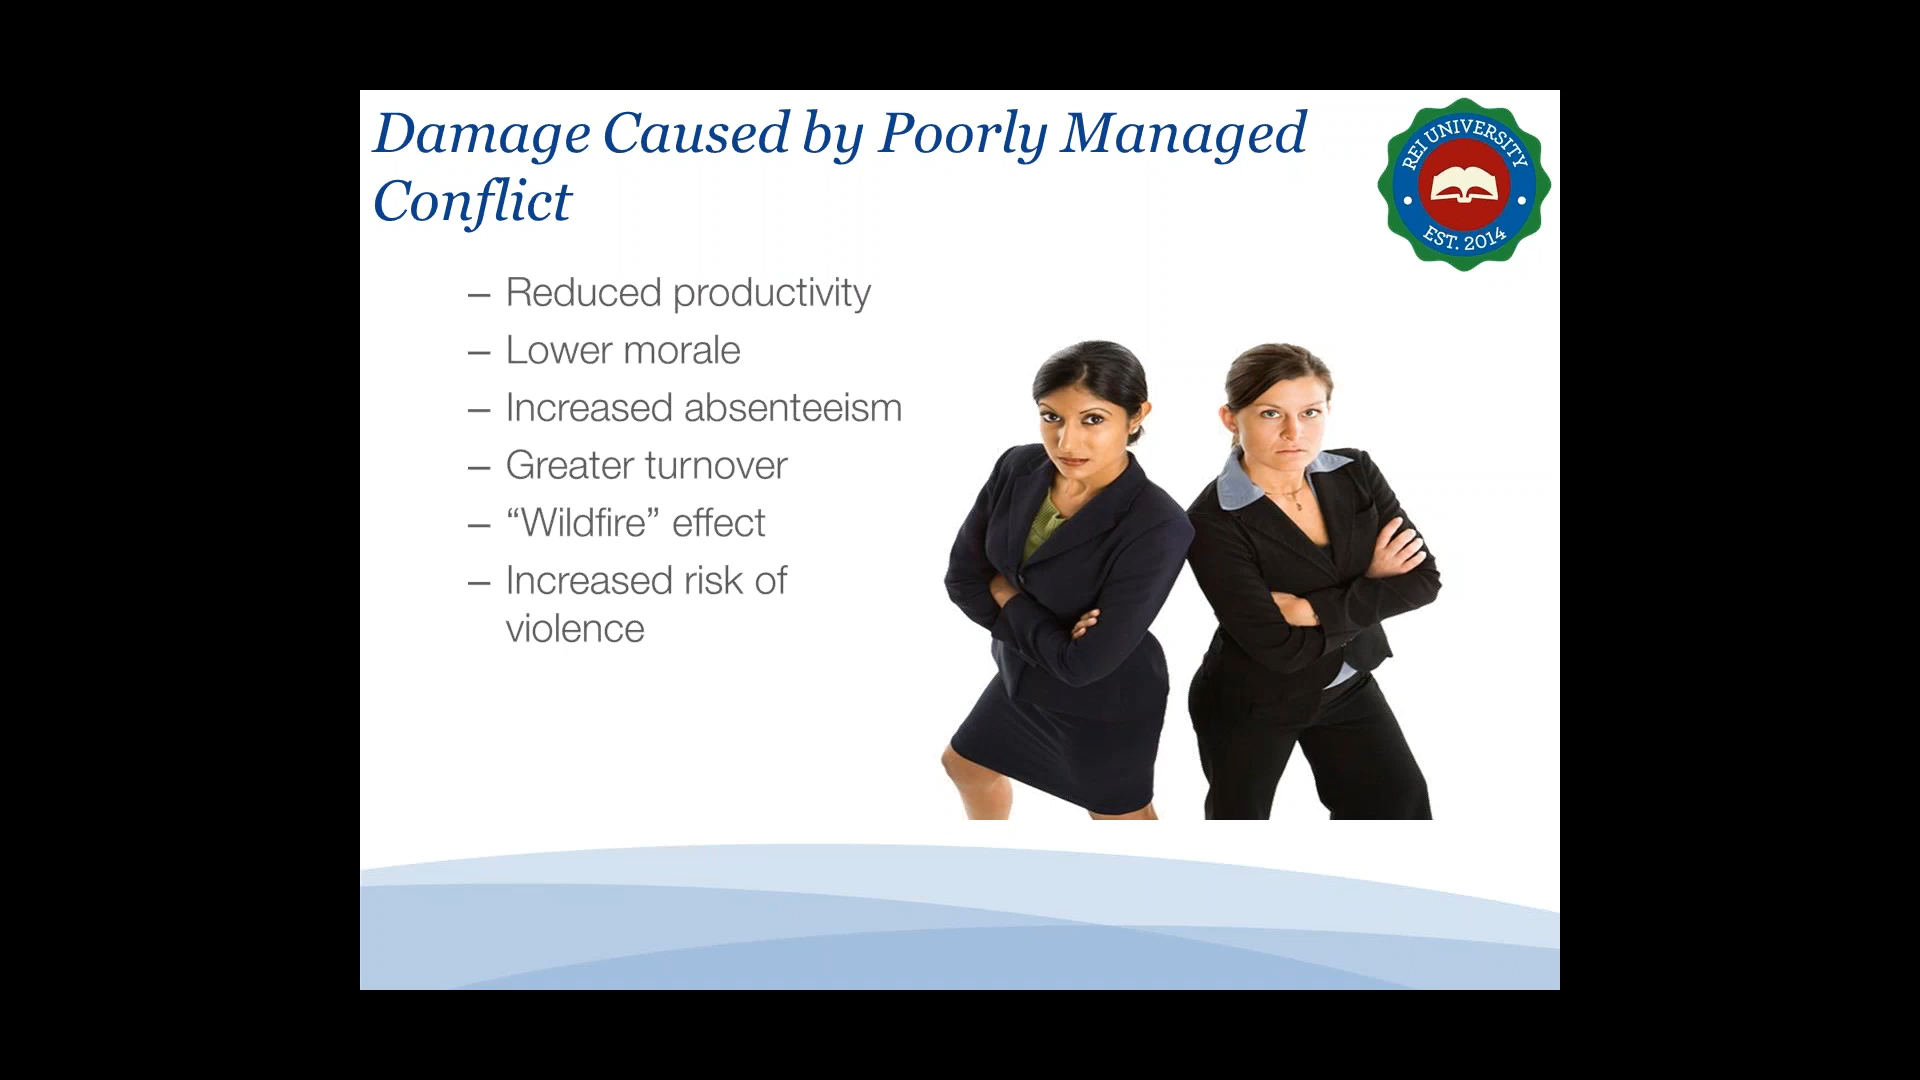 Damage Caused by Poorly Managed
Conflict
REI UNIVERSITY
EST. 2014
– Reduced productivity
– Lower morale
– Increased absenteeism
– Greater turnover
– “Wildfire” effect
– Increased risk of
violence